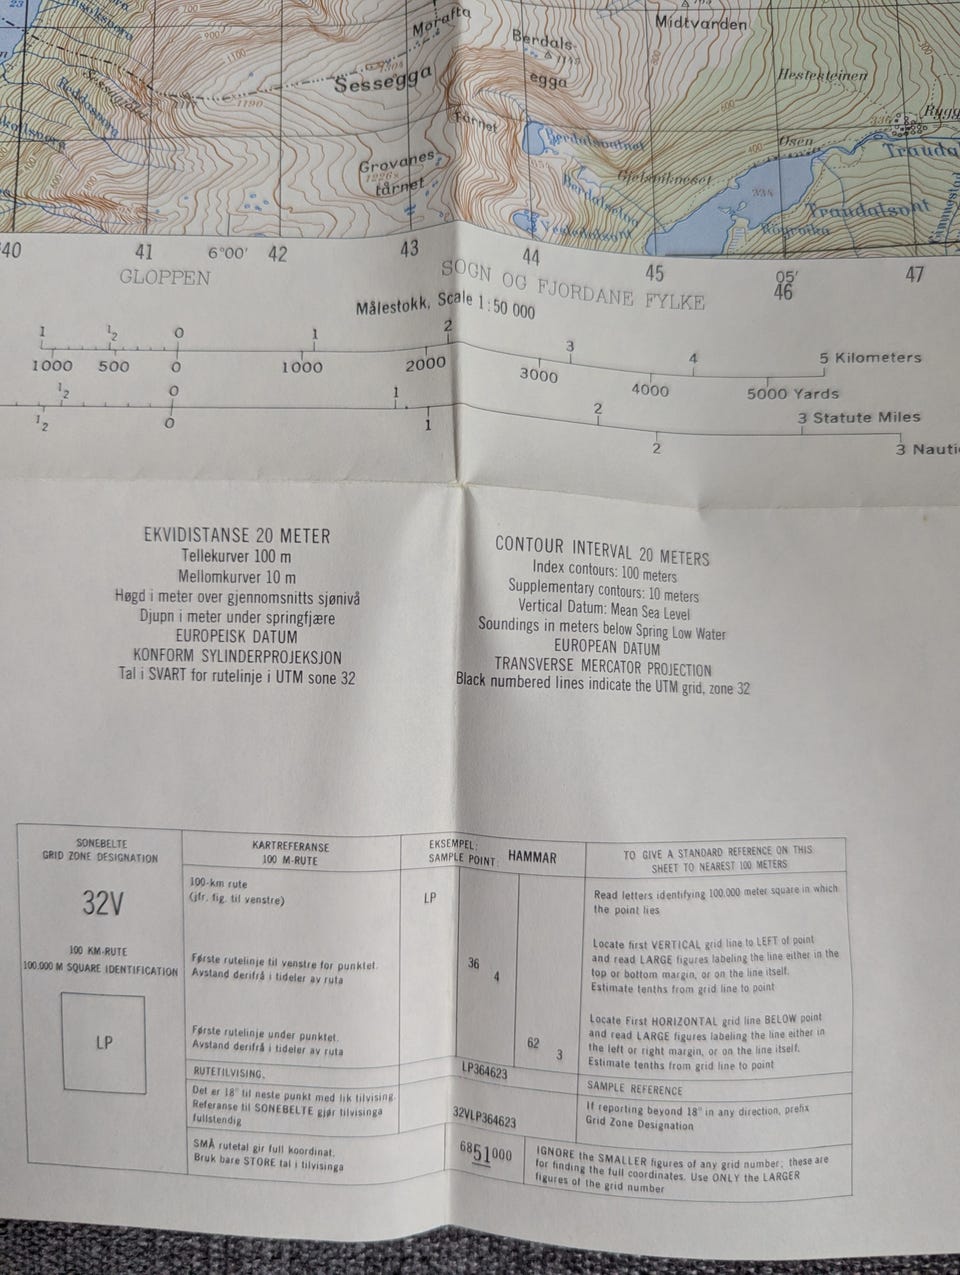 Morafta
Midtvanden
Berdals-
egga
Hestesteinen
1190
Sessegga
Tårnet
Grovanes-
tårnet
Berdalsvatnet
Gjelsvikneset
Osen
600
400
336
338
Rygg
Traudalsvnt
Røgrovika
40
41
6°00′
42
43
44
45
05′
46
47
GLOPPEN
SOGN OG FJORDANE FYLKE
Målestokk, Scale 1:50 000
1 ½ 0 1 2 3 4 5 Kilometers
1000 500 0 1000 2000 3000 4000 5000 Yards
½ 0 1 2 3 Statute Miles
½ 0 1 2 3 Nauti
EKVIDISTANSE 20 METER
Tellekurver 100 m
Mellomkurver 10 m
Høgd i meter over gjennomsnitts sjønivå
Djupn i meter under springfjære
EUROPEISK DATUM
KONFORM SYLINDERPROJEKSJON
Tal i SVART for rutelinje i UTM sone 32
CONTOUR INTERVAL 20 METERS
Index contours: 100 meters
Supplementary contours: 10 meters
Vertical Datum: Mean Sea Level
Soundings in meters below Spring Low Water
EUROPEAN DATUM
TRANSVERSE MERCATOR PROJECTION
Black numbered lines indicate the UTM grid, zone 32
SONEBELTE
GRID ZONE DESIGNATION
32V
100 KM-RUTE
100.000 M SQUARE IDENTIFICATION
LP
KARTREFERANSE
100 M-RUTE
EKSEMPEL:
SAMPLE POINT: HAMMAR
TO GIVE A STANDARD REFERENCE ON THIS
SHEET TO NEAREST 100 METERS
100-km rute
(jfr. fig. til venstre)
LP
Read letters identifying 100.000 meter square in which
the point lies
Første rutelinje til venstre for punktet.
Avstand derifrå i tideler av ruta
36
4
Locate first VERTICAL grid line to LEFT of point
and read LARGE figures labeling the line either in the
top or bottom margin, or on the line itself.
Estimate tenths from grid line to point
Første rutelinje under punktet.
Avstand derifrå i tideler av ruta
62
3
Locate First HORIZONTAL grid line BELOW point
and read LARGE figures labeling the line either in
the left or right margin, or on the line itself.
Estimate tenths from grid line to point
RUTETILVISING.
LP364623
SAMPLE REFERENCE
Det er 18° til neste punkt med lik tilvising.
Referanse til SONEBELTE gjør tilvisinga
fullstendig
32VLP364623
If reporting beyond 18° in any direction, prefix
Grid Zone Designation
SMÅ rutetal gir full koordinat.
Bruk bare STORE tal i tilvisinga
6851000
IGNORE the SMALLER figures of any grid number; these are
for finding the full coordinates. Use ONLY the LARGER
figures of the grid number